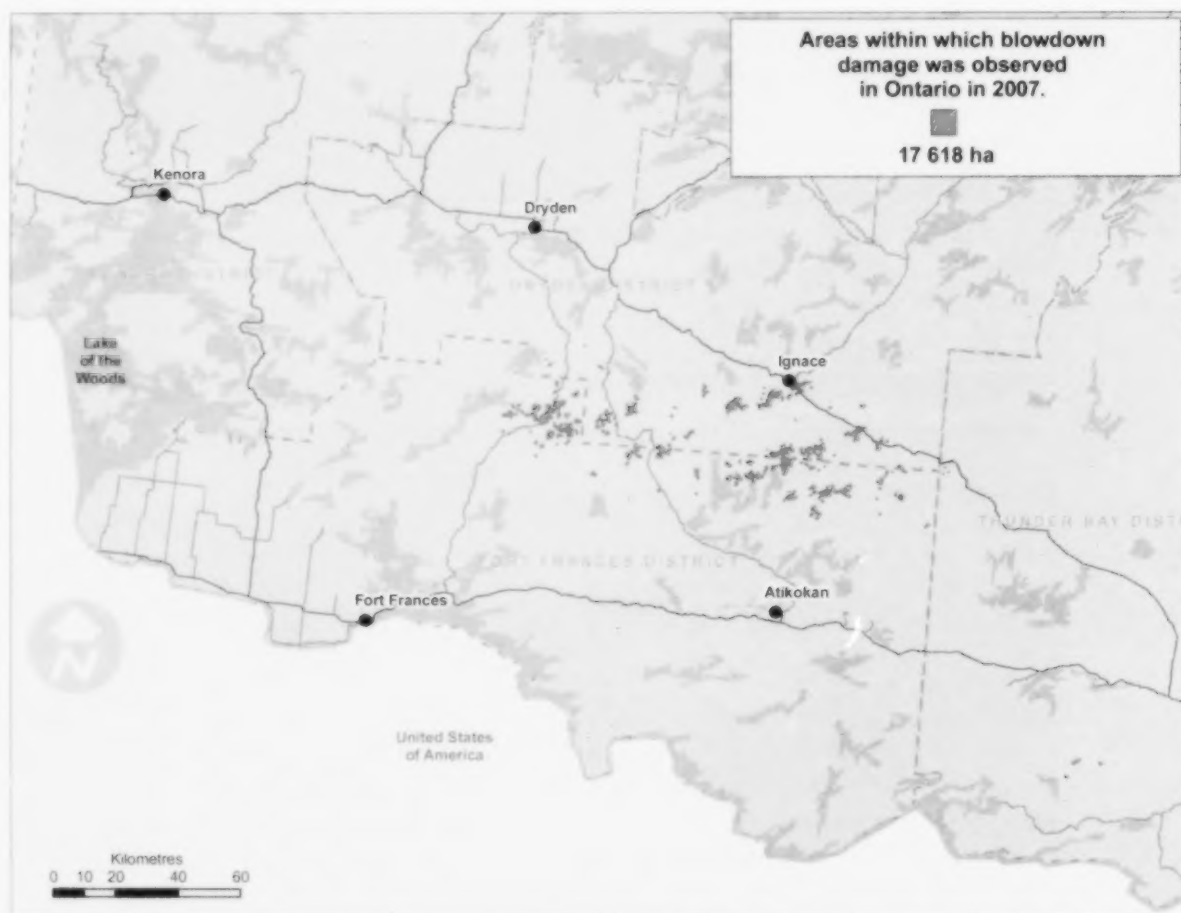 Areas within which blowdown
damage was observed
in Ontario in 2007.
17 618 ha
Kenora
Dryden
DRYDEN DISTRICT
Lake
of the
Woods
Ignace
THUNDER BAY DIST
FORT FRANCES DISTRICT
Fort Frances
Atikokan
N
United States
of America
Kilometres
0 10 20 40 60